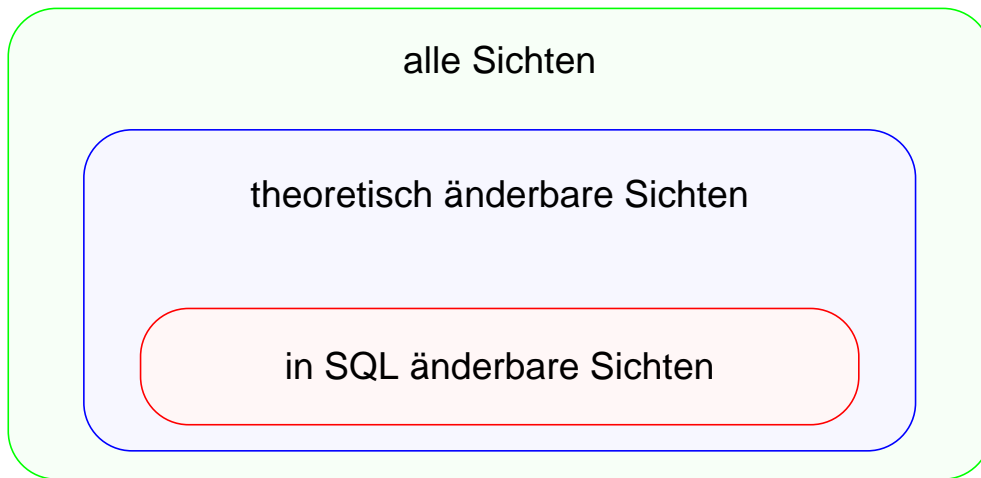 alle Sichten
theoretisch änderbare Sichten
in SQL änderbare Sichten